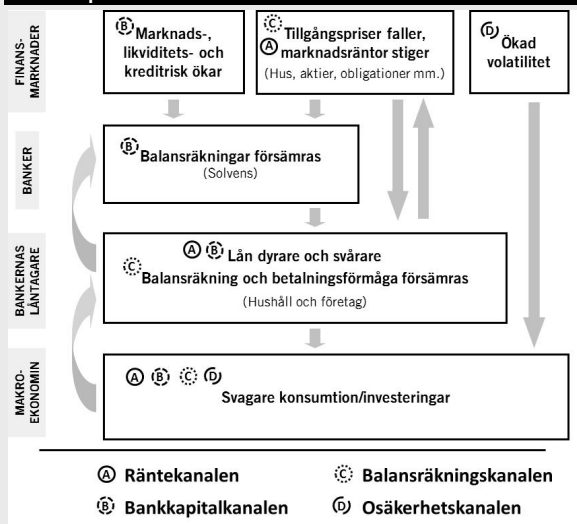 FINANS-
MARKNADER
Ⓑ Marknads-,
likviditets- och
kreditrisk ökar
Ⓒ Tillgångspriser faller,
Ⓐ marknadsräntor stiger
(Hus, aktier, obligationer mm.)
Ⓓ Ökad
volatilitet
BANKER
Ⓑ Balansräkningar försämras
(Solvens)
BANKERNAS
LÅNTAGARE
Ⓐ Ⓑ Lån dyrare och svårare
Ⓒ Balansräkning och betalningsförmåga försämras
(Hushåll och företag)
MAKRO-
EKONOMIN
Ⓐ Ⓑ Ⓒ Ⓓ
Svagare konsumtion/investeringar
Ⓐ Räntekanalen
Ⓒ Balansräkningskanalen
Ⓑ Bankkapitalkanalen
Ⓓ Osäkerhetskanalen